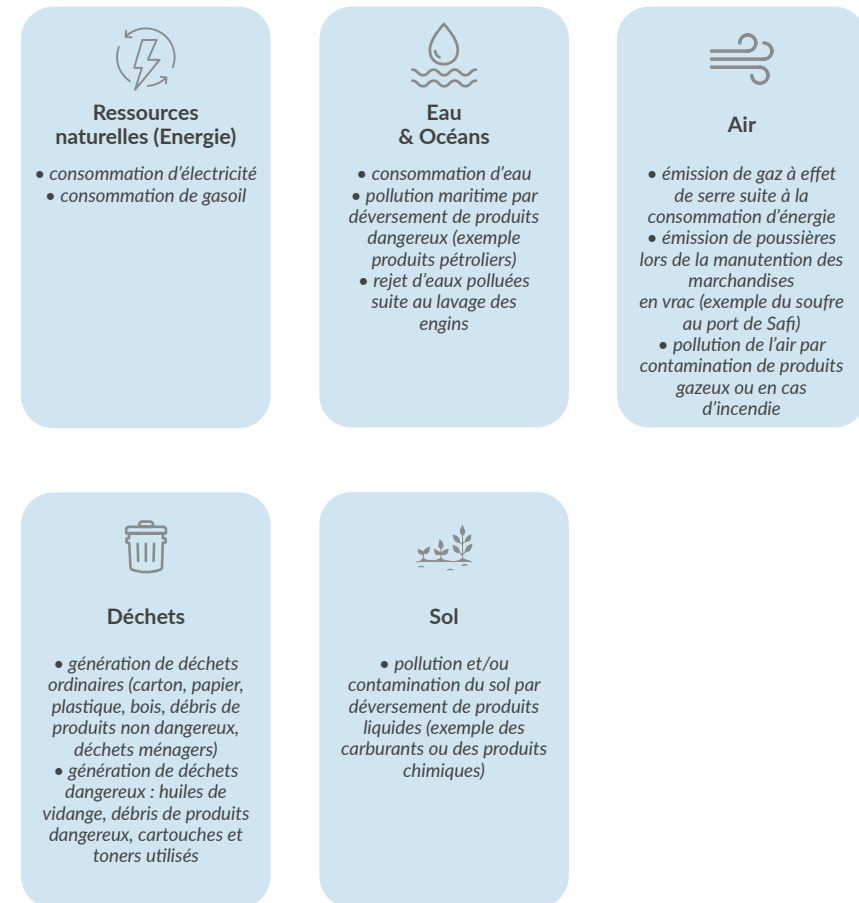 Ressources
naturelles (Energie)
• consommation d’électricité
• consommation de gasoil
Eau
& Océans
• consommation d’eau
• pollution maritime par
déversement de produits
dangereux (exemple
produits pétroliers)
• rejet d’eaux polluées
suite au lavage des
engins
Air
• émission de gaz à effet
de serre suite à la
consommation d’énergie
• émission de poussières
lors de la manutention des
marchandises
en vrac (exemple du soufre
au port de Safi)
• pollution de l’air par
contamination de produits
gazeux ou en cas
d’incendie
Déchets
• génération de déchets
ordinaires (carton, papier,
plastique, bois, débris de
produits non dangereux,
déchets ménagers)
• génération de déchets
dangereux : huiles de
vidange, débris de produits
dangereux, cartouches et
toners utilisés
Sol
• pollution et/ou
contamination du sol par
déversement de produits
liquides (exemple des
carburants ou des produits
chimiques)